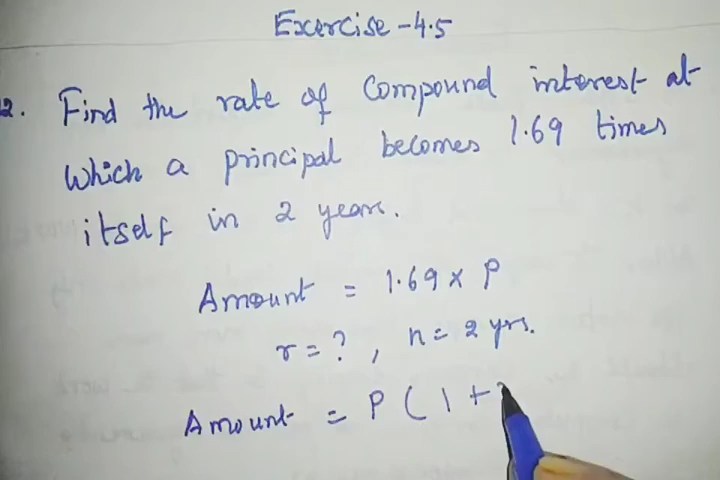 Exercise - 4.5
2. Find the rate of compound interest at
which a principal becomes 1.69 times
itself in 2 years.
Amount = 1.69 × P
r = ? , n = 2 yrs.
Amount = P ( 1 +